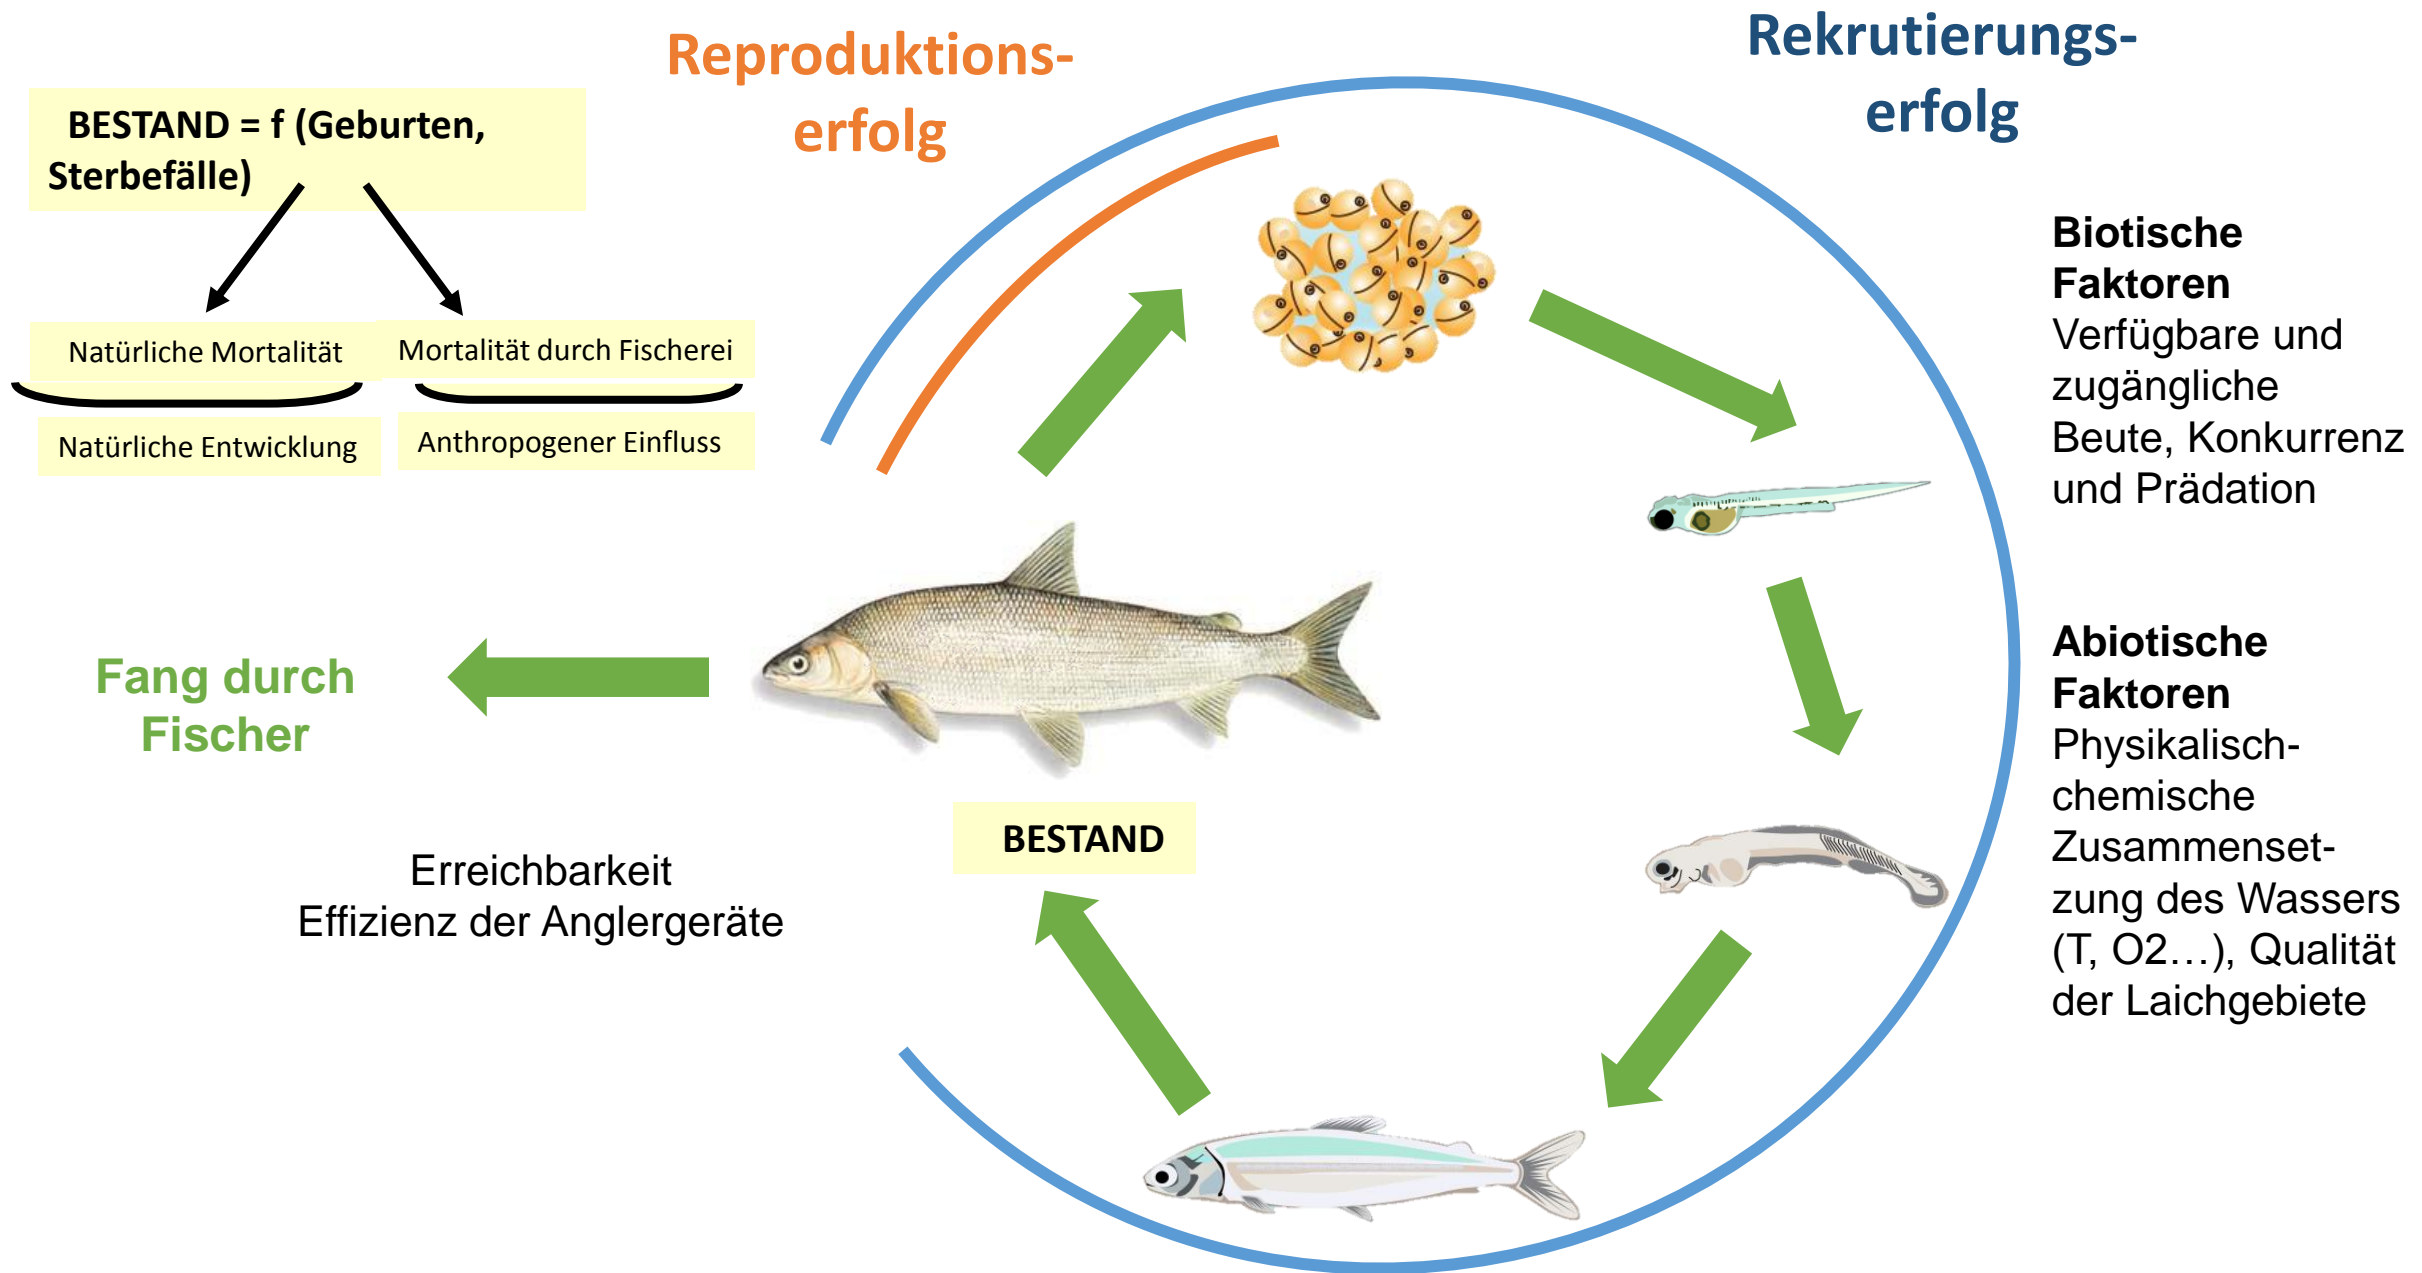 Reproduktions-
erfolg
Rekrutierungs-
erfolg
BESTAND = f (Geburten,
Sterbefälle)
Natürliche Mortalität
Mortalität durch Fischerei
Natürliche Entwicklung
Anthropogener Einfluss
Biotische
Faktoren
Verfügbare und
zugängliche
Beute, Konkurrenz
und Prädation
Fang durch
Fischer
Abiotische
Faktoren
Physikalisch-
chemische
Zusammenset-
zung des Wassers
(T, O2…), Qualität
der Laichgebiete
BESTAND
Erreichbarkeit
Effizienz der Anglergeräte